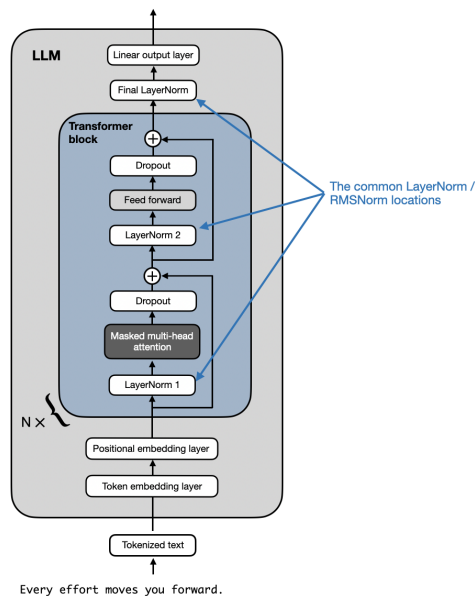 Linear output layer
LLM
Final LayerNorm
Transformer
block
+
Dropout
The common LayerNorm /
RMSNorm locations
Feed forward
LayerNorm 2
+
Dropout
Masked multi-head
attention
LayerNorm 1
N × {
Positional embedding layer
Token embedding layer
Tokenized text
Every effort moves you forward.